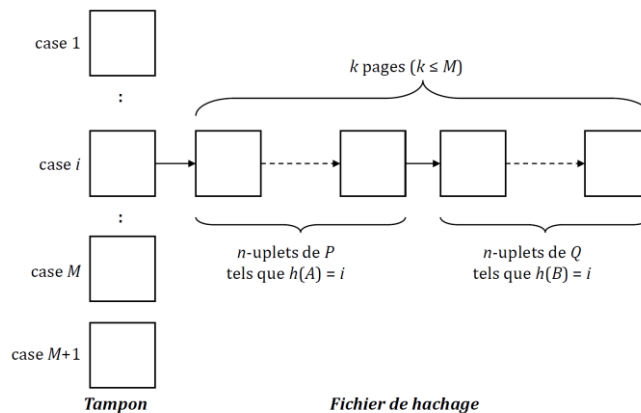 case 1
k pages (k ≤ M)
:
case i
:
n-uplets de P
tels que h(A) = i
n-uplets de Q
tels que h(B) = i
case M
case M+1
Tampon
Fichier de hachage